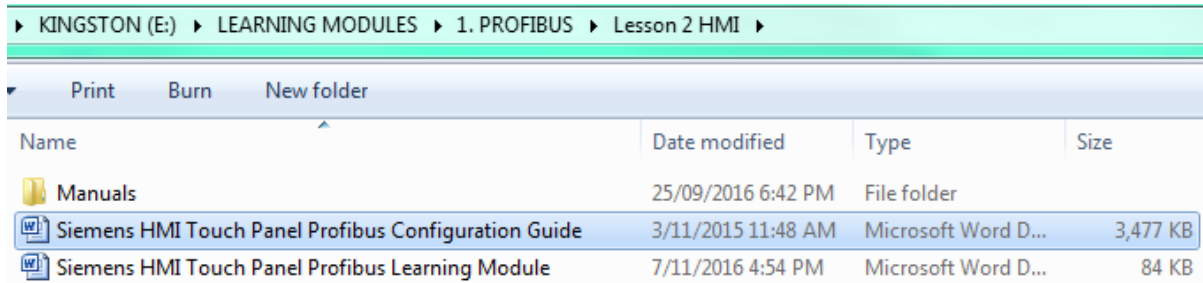 KINGSTON (E:) ▸ LEARNING MODULES ▸ 1. PROFIBUS ▸ Lesson 2 HMI ▸
Print Burn New folder
Name Date modified Type Size
Manuals 25/09/2016 6:42 PM File folder
Siemens HMI Touch Panel Profibus Configuration Guide 3/11/2015 11:48 AM Microsoft Word D... 3,477 KB
Siemens HMI Touch Panel Profibus Learning Module 7/11/2016 4:54 PM Microsoft Word D... 84 KB